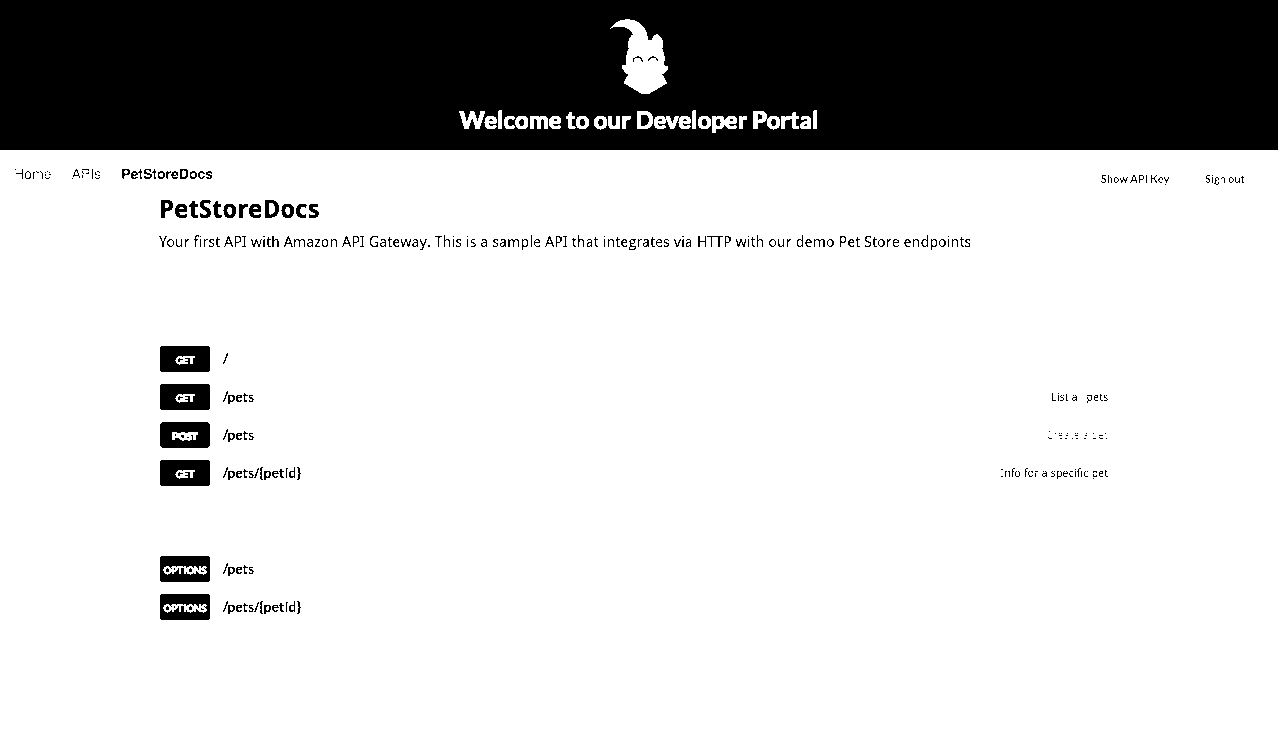 Welcome to our Developer Portal
Home APIs PetStoreDocs Show API Key Sign out
PetStoreDocs
Your first API with Amazon API Gateway. This is a sample API that integrates via HTTP with our demo Pet Store endpoints
GET /
GET /pets List all pets
POST /pets Create a pet
GET /pets/{petId} Info for a specific pet
OPTIONS /pets
OPTIONS /pets/{petId}